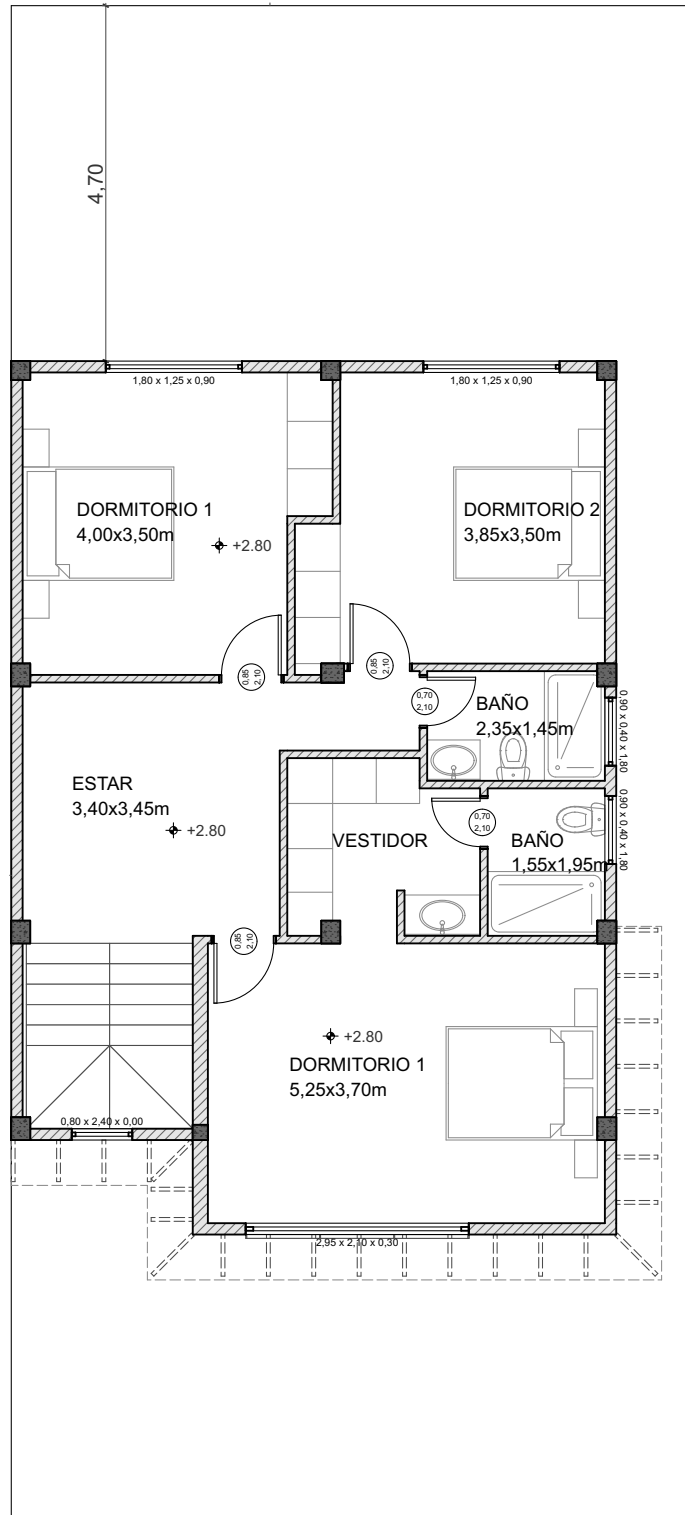 4,70
1,80 x 1,25 x 0,90
1,80 x 1,25 x 0,90
DORMITORIO 1
4,00x3,50m
+2.80
DORMITORIO 2
3,85x3,50m
0,85
2,10
0,85
2,10
0,70
2,10
BAÑO
2,35x1,45m
0,90 x 0,40 x 1,80
ESTAR
3,40x3,45m
+2.80
VESTIDOR
0,70
2,10
BAÑO
1,55x1,95m
0,90 x 0,40 x 1,80
0,85
2,10
+2.80
DORMITORIO 1
5,25x3,70m
0,80 x 2,40 x 0,00
2,95 x 2,10 x 0,30